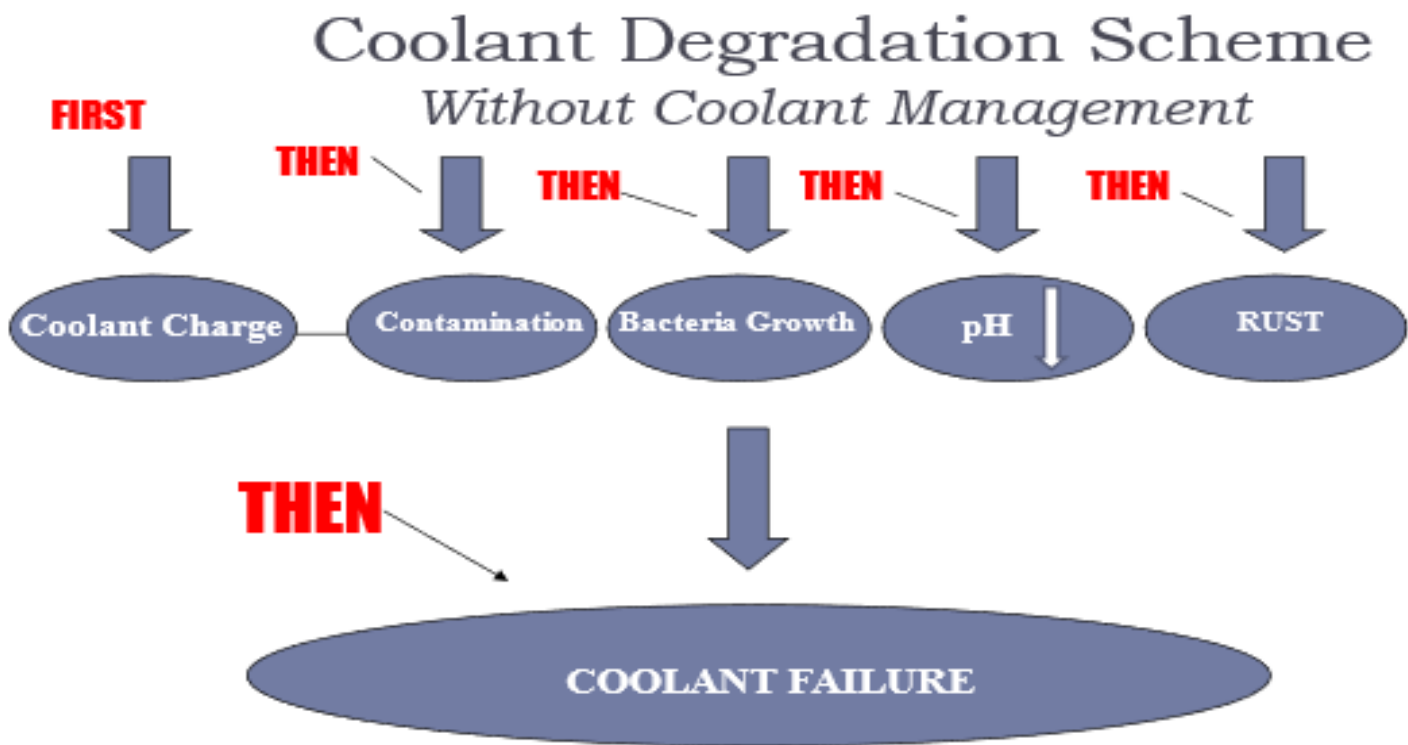 Coolant Degradation Scheme
Without Coolant Management
FIRST
THEN
THEN
THEN
THEN
Coolant Charge
Contamination
Bacteria Growth
pH
RUST
THEN
COOLANT FAILURE